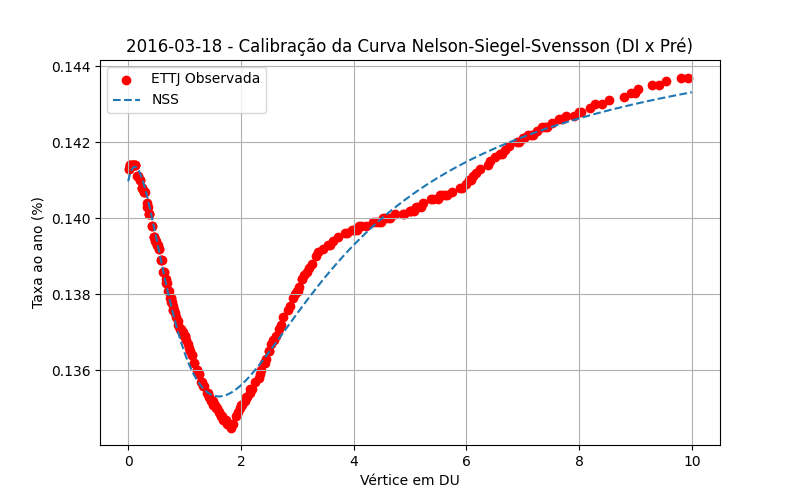 2016-03-18 - Calibração da Curva Nelson-Siegel-Svensson (DI x Pré)
ETTJ Observada
NSS
Taxa ao ano (%)
0.144
0.142
0.140
0.138
0.136
0
2
4
6
8
10
Vértice em DU